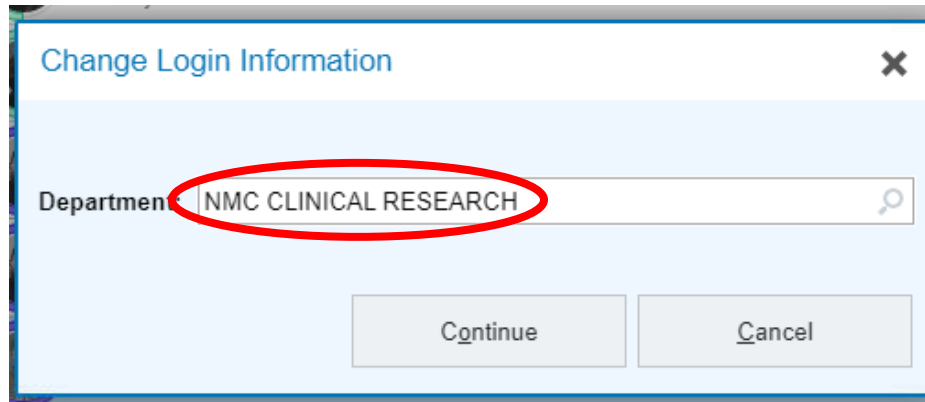 Change Login Information
Department: NMC CLINICAL RESEARCH
Continue Cancel